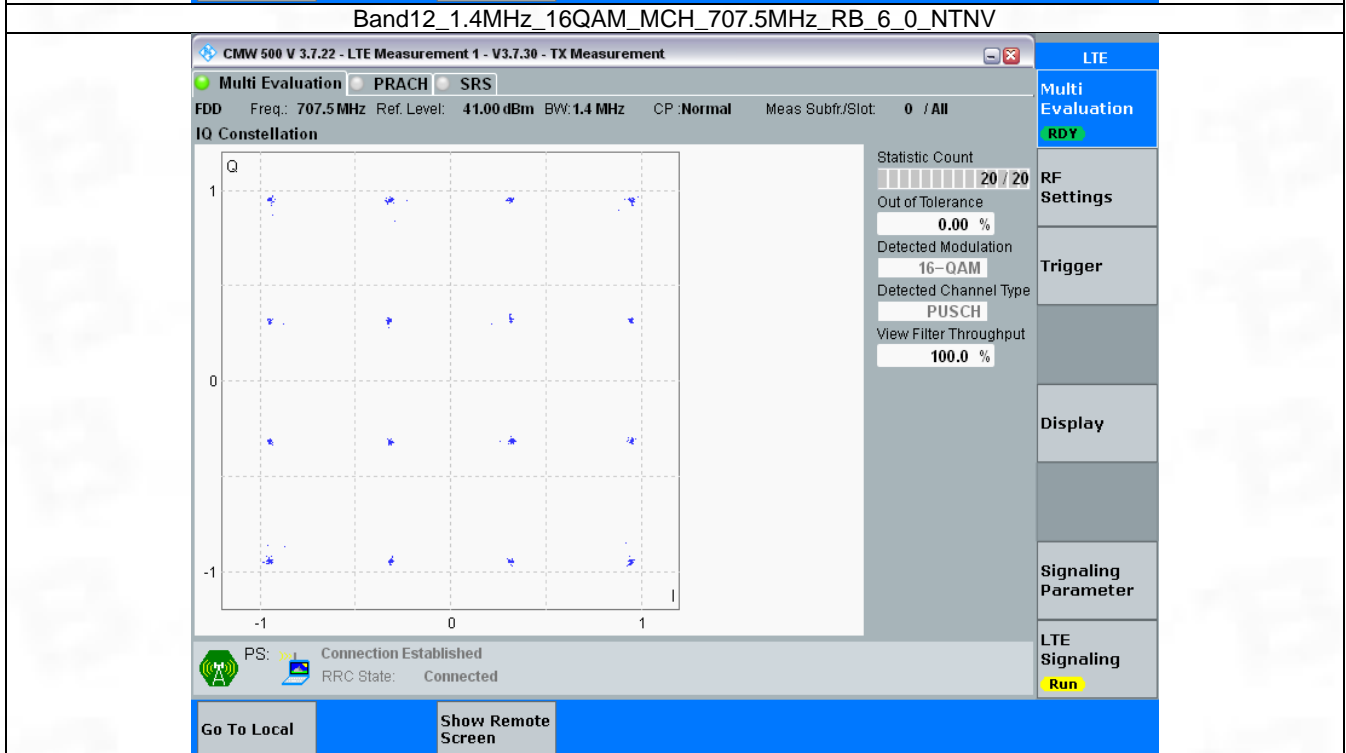 Band12_1.4MHz_16QAM_MCH_707.5MHz_RB_6_0_NTNV
CMW 500 V 3.7.22 - LTE Measurement 1 - V3.7.30 - TX Measurement
LTE
Multi Evaluation PRACH SRS
FDD Freq.: 707.5 MHz Ref. Level: 41.00 dBm BW: 1.4 MHz CP :Normal Meas Subfr./Slot: 0 / All
IQ Constellation
Q
1
0
-1
-1 0 1
I
Statistic Count
20 / 20
Out of Tolerance
0.00 %
Detected Modulation
16-QAM
Detected Channel Type
PUSCH
View Filter Throughput
100.0 %
Multi
Evaluation
RDY
RF
Settings
Trigger
Display
Signaling
Parameter
LTE
Signaling
Run
PS: Connection Established
RRC State: Connected
Go To Local
Show Remote
Screen